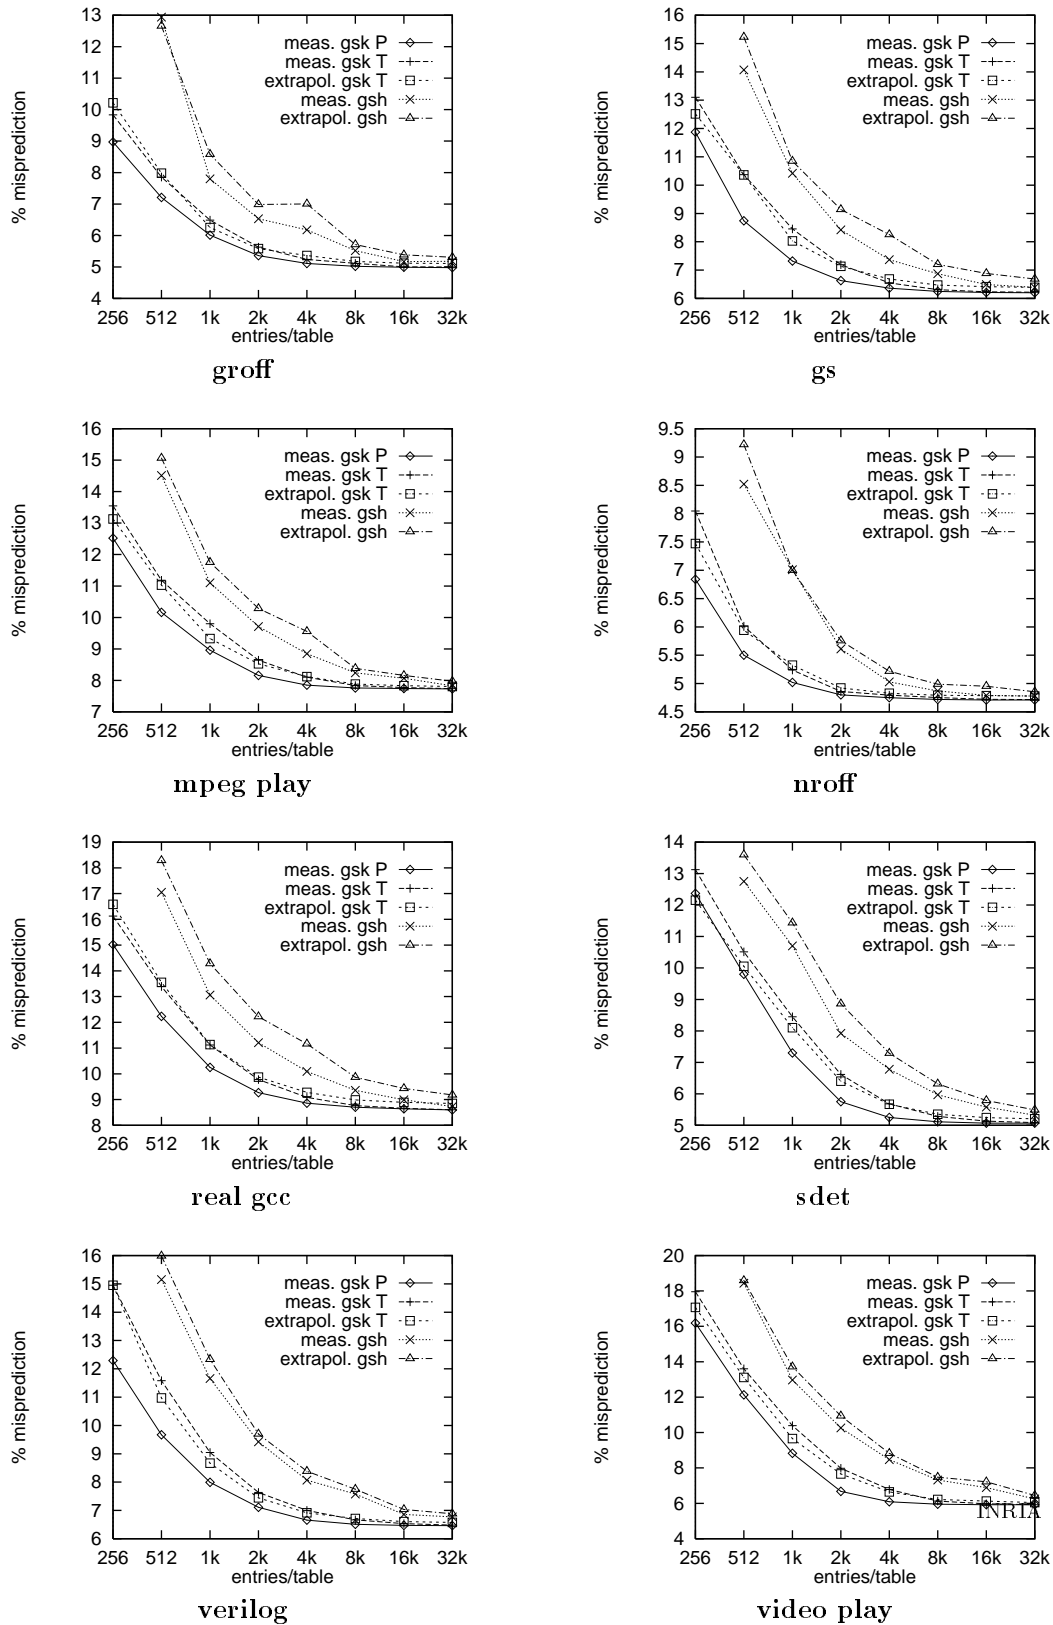 % misprediction
13
12
11
10
9
8
7
6
5
4
meas. gsk P
meas. gsk T
extrapol. gsk T
meas. gsh
extrapol. gsh
256 512 1k 2k 4k 8k 16k 32k
entries/table
groff
% misprediction
16
15
14
13
12
11
10
9
8
7
6
meas. gsk P
meas. gsk T
extrapol. gsk T
meas. gsh
extrapol. gsh
256 512 1k 2k 4k 8k 16k 32k
entries/table
gs
% misprediction
16
15
14
13
12
11
10
9
8
7
meas. gsk P
meas. gsk T
extrapol. gsk T
meas. gsh
extrapol. gsh
256 512 1k 2k 4k 8k 16k 32k
entries/table
mpeg play
% misprediction
9.5
9
8.5
8
7.5
7
6.5
6
5.5
5
4.5
meas. gsk P
meas. gsk T
extrapol. gsk T
meas. gsh
extrapol. gsh
256 512 1k 2k 4k 8k 16k 32k
entries/table
nroff
% misprediction
19
18
17
16
15
14
13
12
11
10
9
8
meas. gsk P
meas. gsk T
extrapol. gsk T
meas. gsh
extrapol. gsh
256 512 1k 2k 4k 8k 16k 32k
entries/table
real gcc
% misprediction
14
13
12
11
10
9
8
7
6
5
meas. gsk P
meas. gsk T
extrapol. gsk T
meas. gsh
extrapol. gsh
256 512 1k 2k 4k 8k 16k 32k
entries/table
sdet
% misprediction
16
15
14
13
12
11
10
9
8
7
6
meas. gsk P
meas. gsk T
extrapol. gsk T
meas. gsh
extrapol. gsh
256 512 1k 2k 4k 8k 16k 32k
entries/table
verilog
% misprediction
20
18
16
14
12
10
8
6
4
meas. gsk P
meas. gsk T
extrapol. gsk T
meas. gsh
extrapol. gsh
INRIA
256 512 1k 2k 4k 8k 16k 32k
entries/table
video play